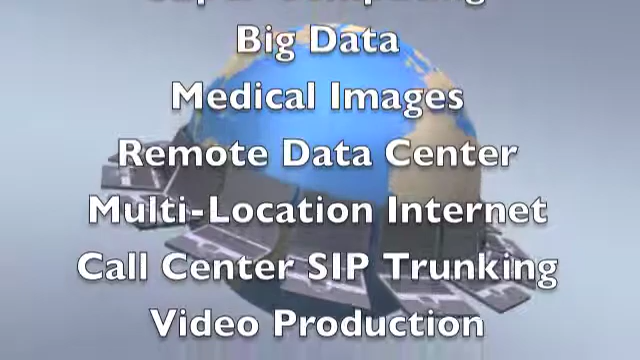 Big Data
Medical Images
Remote Data Center
Multi-Location Internet
Call Center SIP Trunking
Video Production